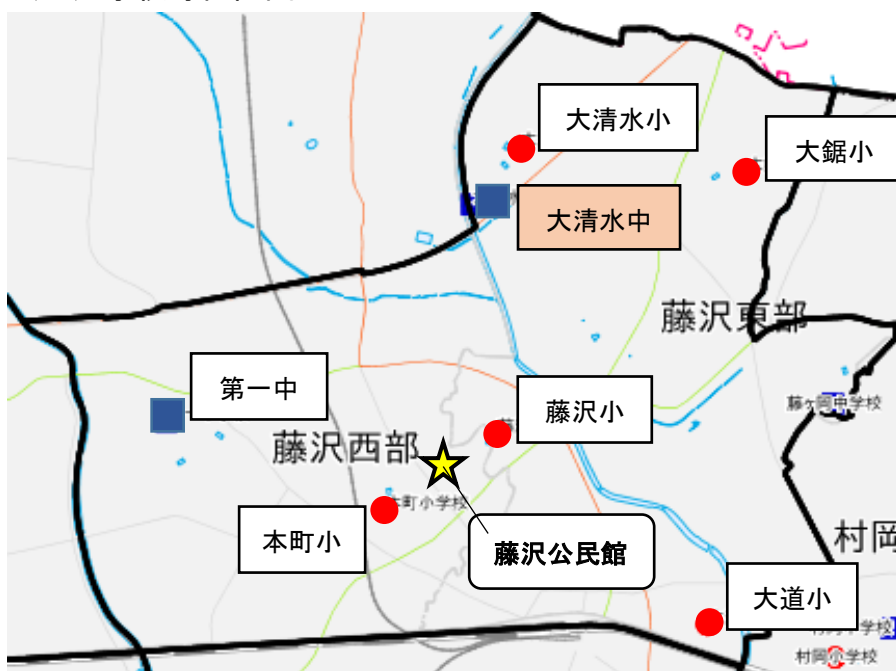 大清水小
大鋸小
大清水中
藤沢東部
第一中
藤沢小
藤ヶ岡中学校
藤沢西部
本町小学校
本町小
藤沢公民館
村岡
大道小
村岡小学校